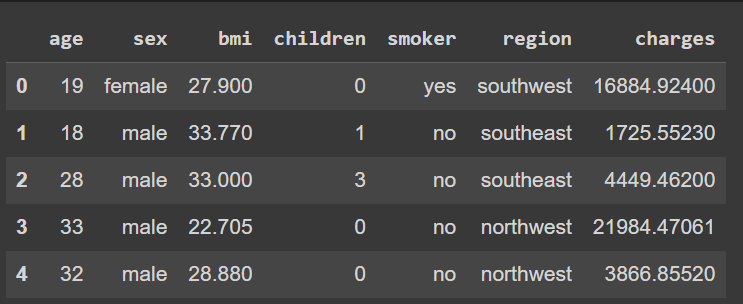 age sex bmi children smoker region charges
0 19 female 27.900 0 yes southwest 16884.92400
1 18 male 33.770 1 no southeast 1725.55230
2 28 male 33.000 3 no southeast 4449.46200
3 33 male 22.705 0 no northwest 21984.47061
4 32 male 28.880 0 no northwest 3866.85520